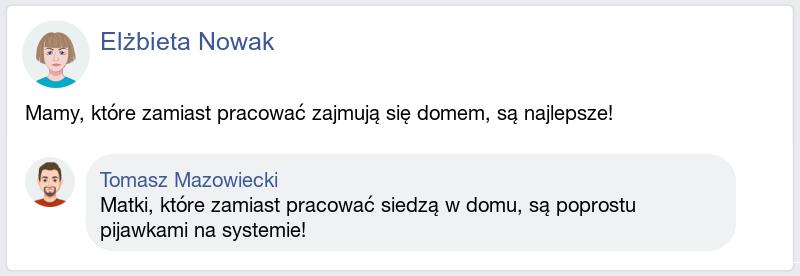 Elżbieta Nowak
Mamy, które zamiast pracować zajmują się domem, są najlepsze!
Tomasz Mazowiecki
Matki, które zamiast pracować siedzą w domu, są poprostu
pijawkami na systemie!